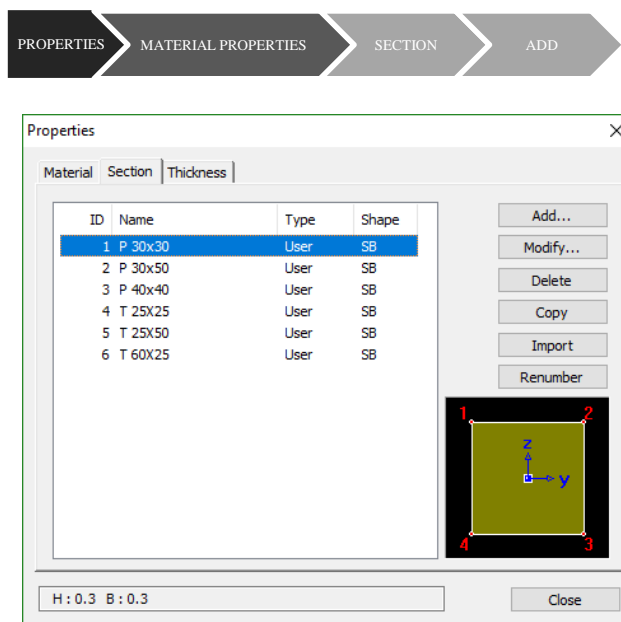 PROPERTIES MATERIAL PROPERTIES SECTION ADD
Properties
Material Section Thickness
ID Name Type Shape
1 P 30x30 User SB
2 P 30x50 User SB
3 P 40x40 User SB
4 T 25X25 User SB
5 T 25X50 User SB
6 T 60X25 User SB
Add...
Modify...
Delete
Copy
Import
Renumber
1 2
z
y
4 3
H : 0.3 B : 0.3
Close